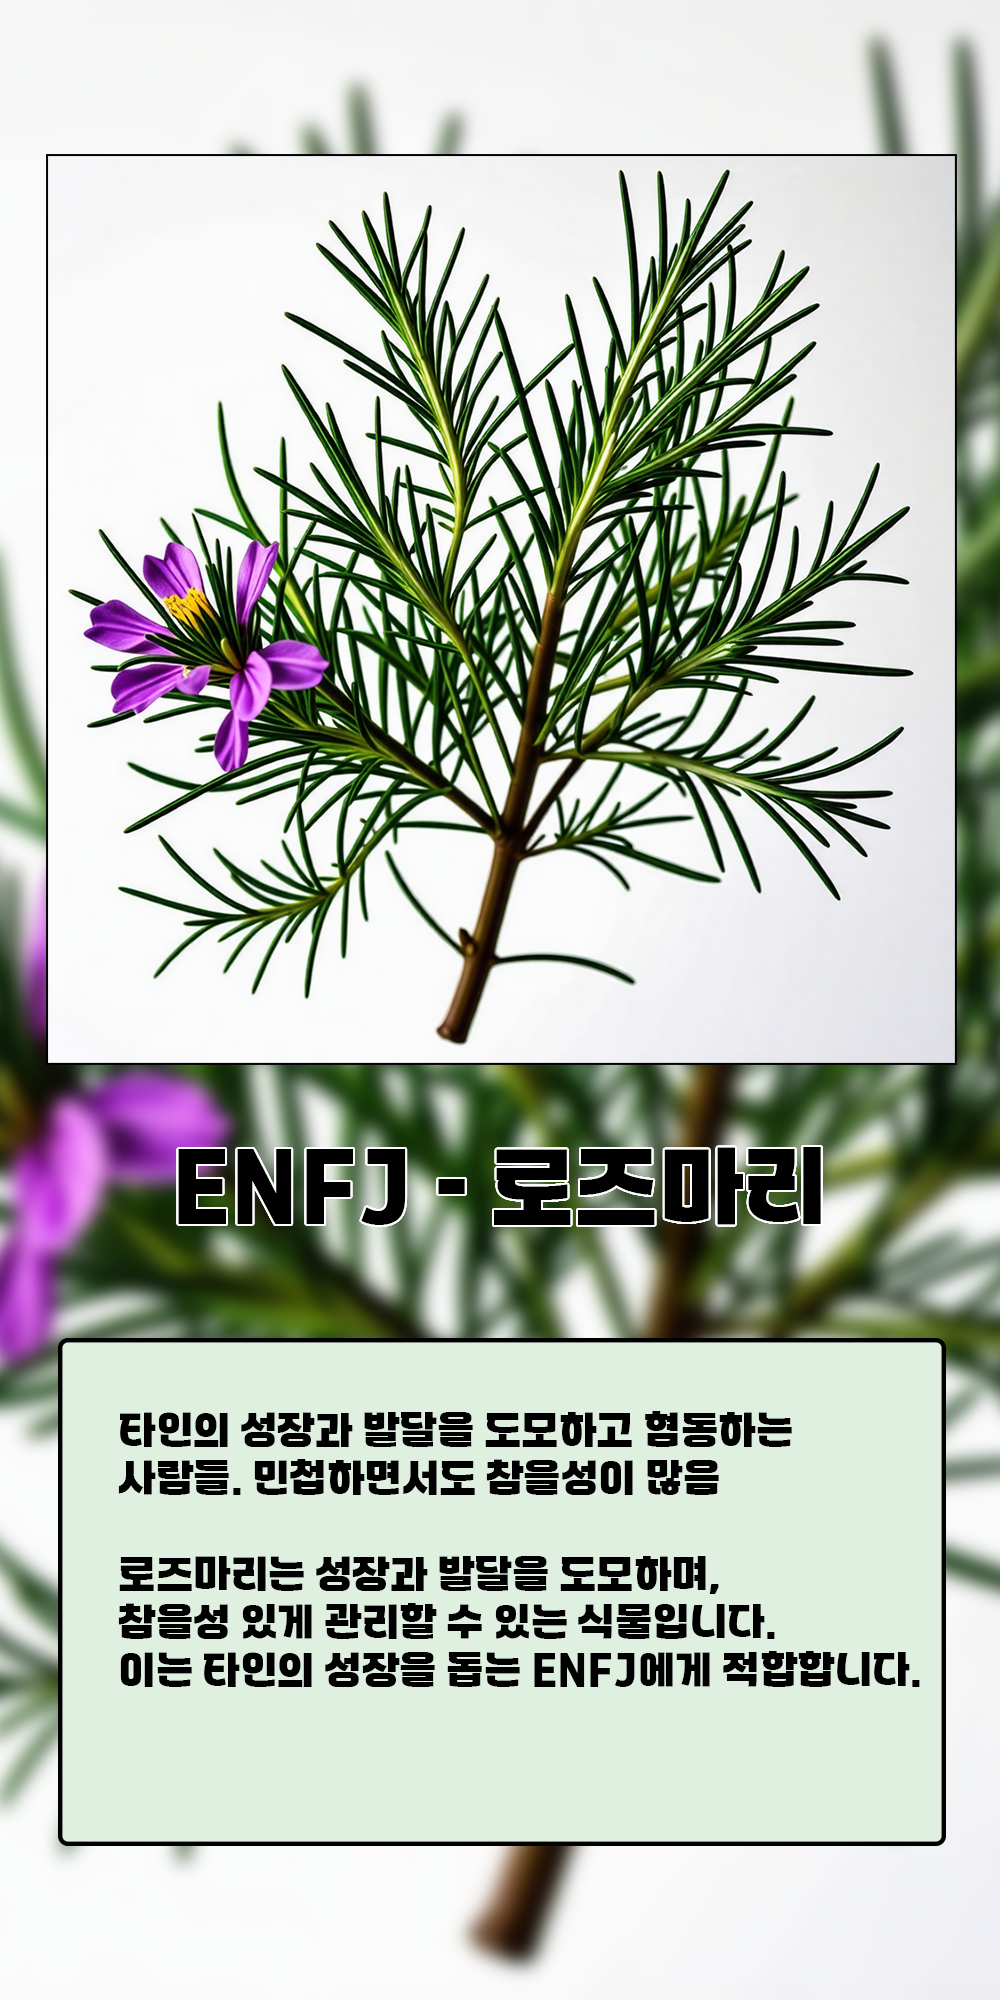 ENFJ - 로즈마리
타인의 성장과 발달을 도모하고 협동하는
사람들. 민첩하면서도 참을성이 많음
로즈마리는 성장과 발달을 도모하며,
참을성 있게 관리할 수 있는 식물입니다.
이는 타인의 성장을 돕는 ENFJ에게 적합합니다.